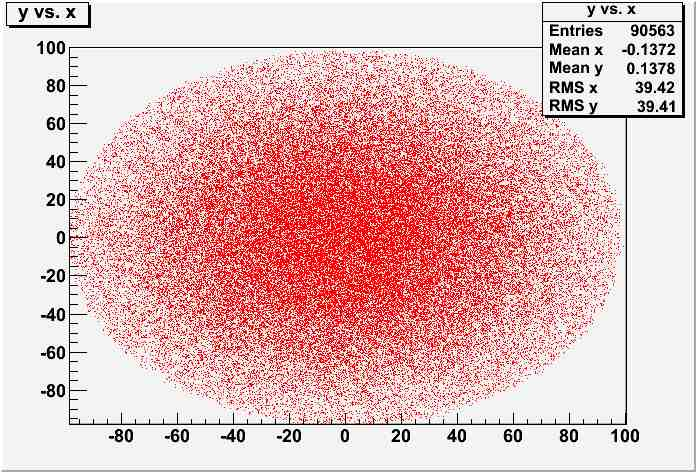 y vs. x
y vs. x
Entries 90563
Mean x -0.1372
Mean y 0.1378
RMS x 39.42
RMS y 39.41
100
80
60
40
20
0
-20
-40
-60
-80
-80 -60 -40 -20 0 20 40 60 80 100